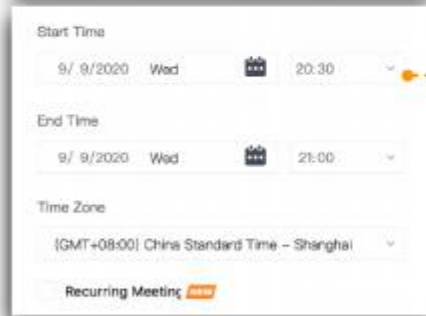 Start Time
9/ 9/2020 Wed 20:30
End Time
9/ 9/2020 Wed 21:00
Time Zone
(GMT+08:00) China Standard Time – Shanghai
Recurring Meeting NEW